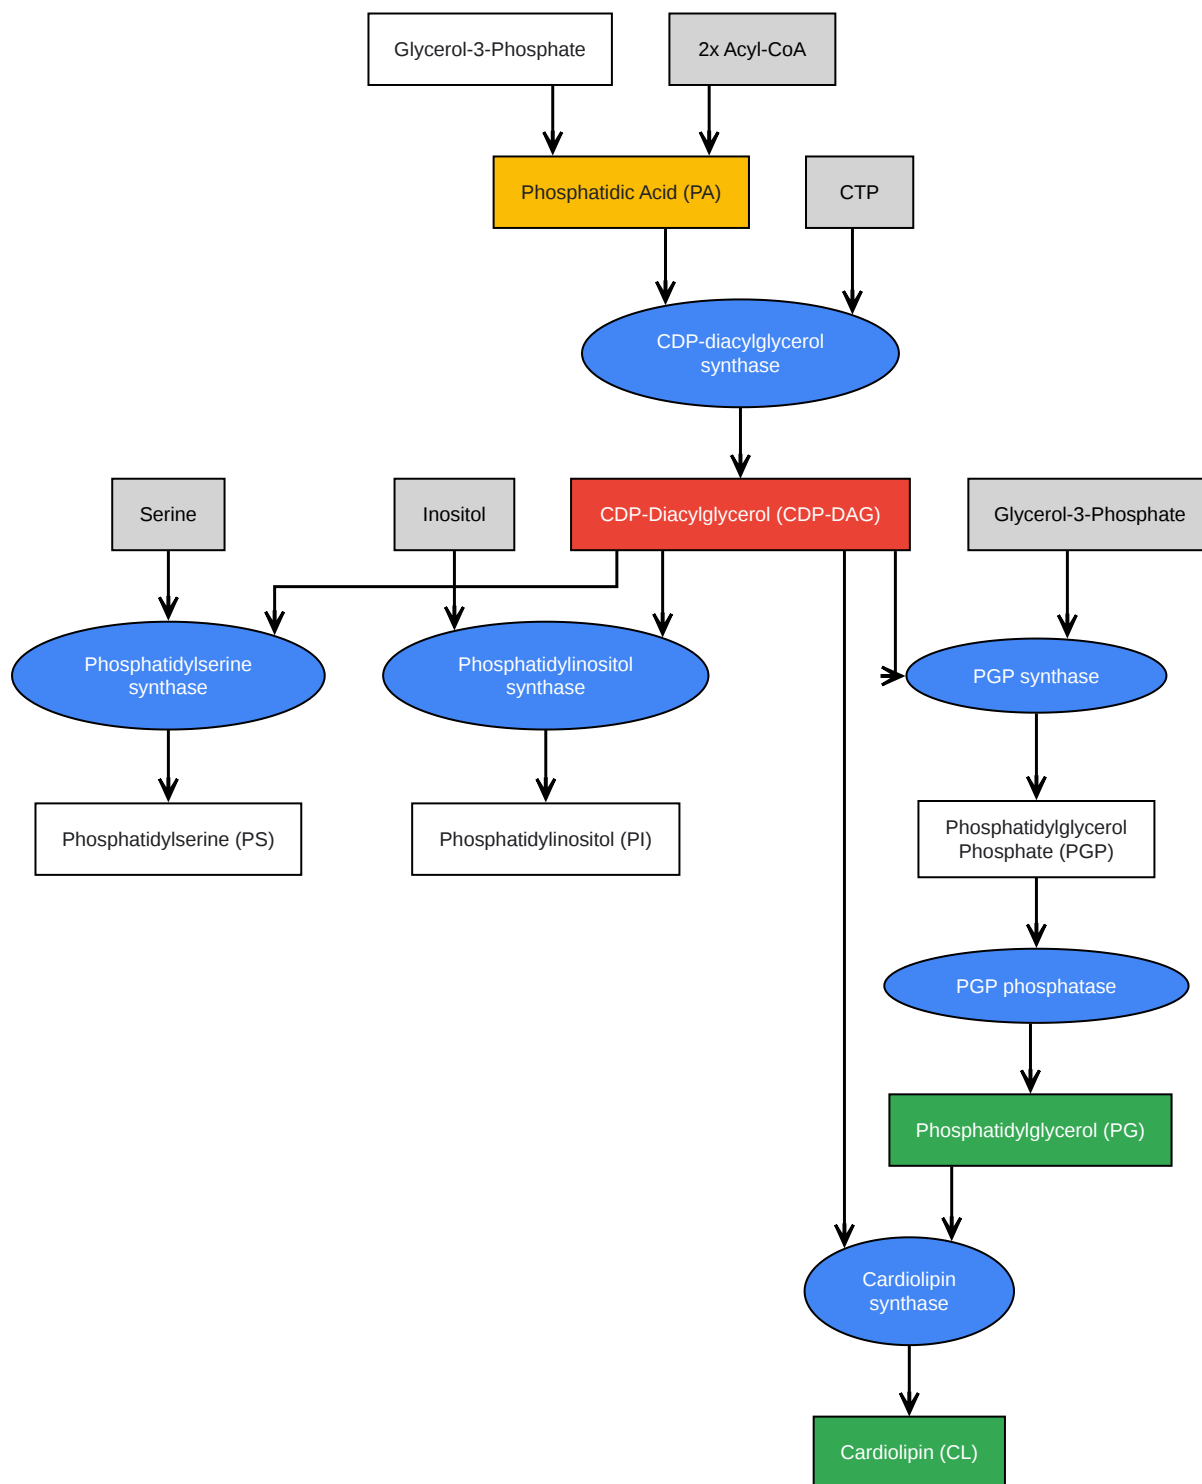 Glycerol-3-Phosphate
2x Acyl-CoA
Phosphatidic Acid (PA)
CTP
CDP-diacylglycerol
synthase
Serine
Inositol
CDP-Diacylglycerol (CDP-DAG)
Glycerol-3-Phosphate
Phosphatidylserine
synthase
Phosphatidylinositol
synthase
PGP synthase
Phosphatidylserine (PS)
Phosphatidylinositol (PI)
Phosphatidylglycerol
Phosphate (PGP)
PGP phosphatase
Phosphatidylglycerol (PG)
Cardiolipin
synthase
Cardiolipin (CL)